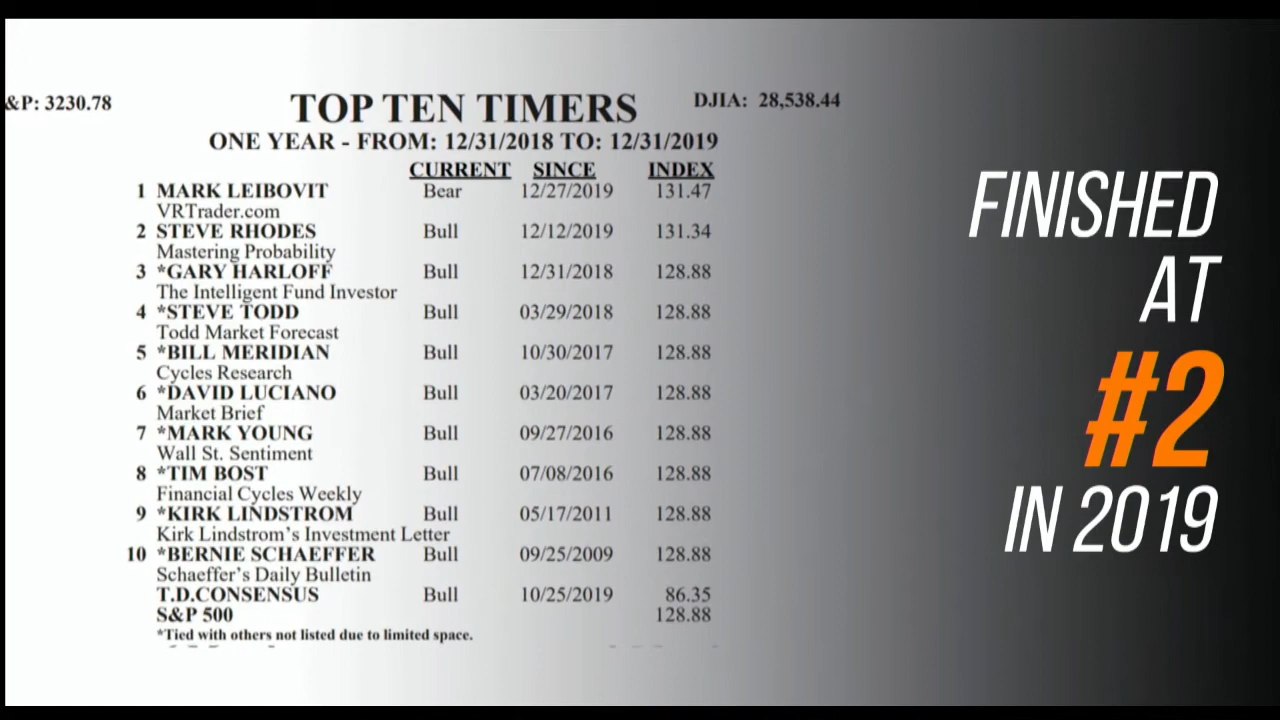 &P: 3230.78
TOP TEN TIMERS
DJIA: 28,538.44
ONE YEAR - FROM: 12/31/2018 TO: 12/31/2019
CURRENT SINCE INDEX
1 MARK LEIBOVIT Bear 12/27/2019 131.47
VRTrader.com
2 STEVE RHODES Bull 12/12/2019 131.34
Mastering Probability
3 *GARY HARLOFF Bull 12/31/2018 128.88
The Intelligent Fund Investor
4 *STEVE TODD Bull 03/29/2018 128.88
Todd Market Forecast
5 *BILL MERIDIAN Bull 10/30/2017 128.88
Cycles Research
6 *DAVID LUCIANO Bull 03/20/2017 128.88
Market Brief
7 *MARK YOUNG Bull 09/27/2016 128.88
Wall St. Sentiment
8 *TIM BOST Bull 07/08/2016 128.88
Financial Cycles Weekly
9 *KIRK LINDSTROM Bull 05/17/2011 128.88
Kirk Lindstrom's Investment Letter
10 *BERNIE SCHAEFFER Bull 09/25/2009 128.88
Schaeffer's Daily Bulletin
T.D.CONSENSUS Bull 10/25/2019 86.35
S&P 500 128.88
*Tied with others not listed due to limited space.
FINISHED
AT
#2
IN 2019